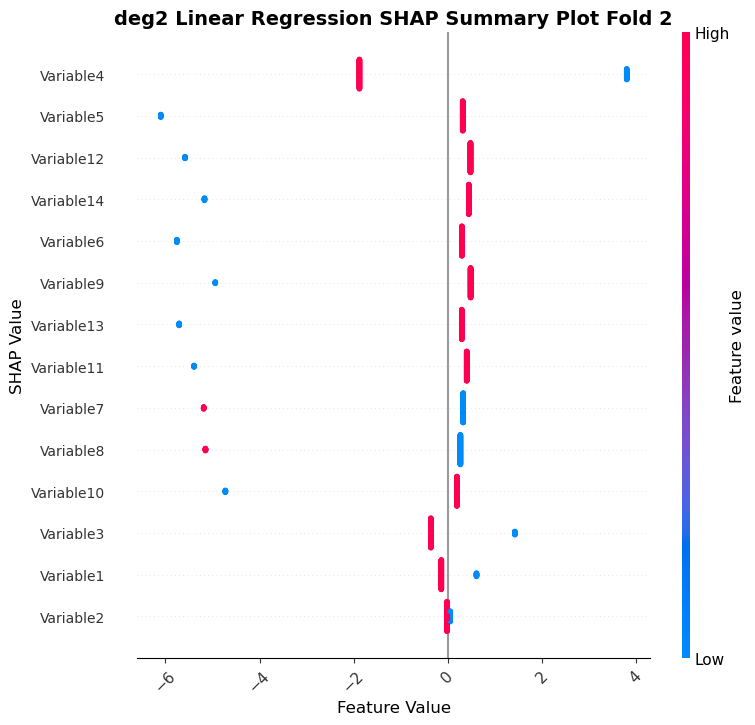 deg2 Linear Regression SHAP Summary Plot Fold 2
High
Variable4
Variable5
Variable12
Variable14
Variable6
Variable9
Variable13
Variable11
Variable7
Variable8
Variable10
Variable3
Variable1
Variable2
SHAP Value
Feature value
Low
−6
−4
−2
0
2
4
Feature Value